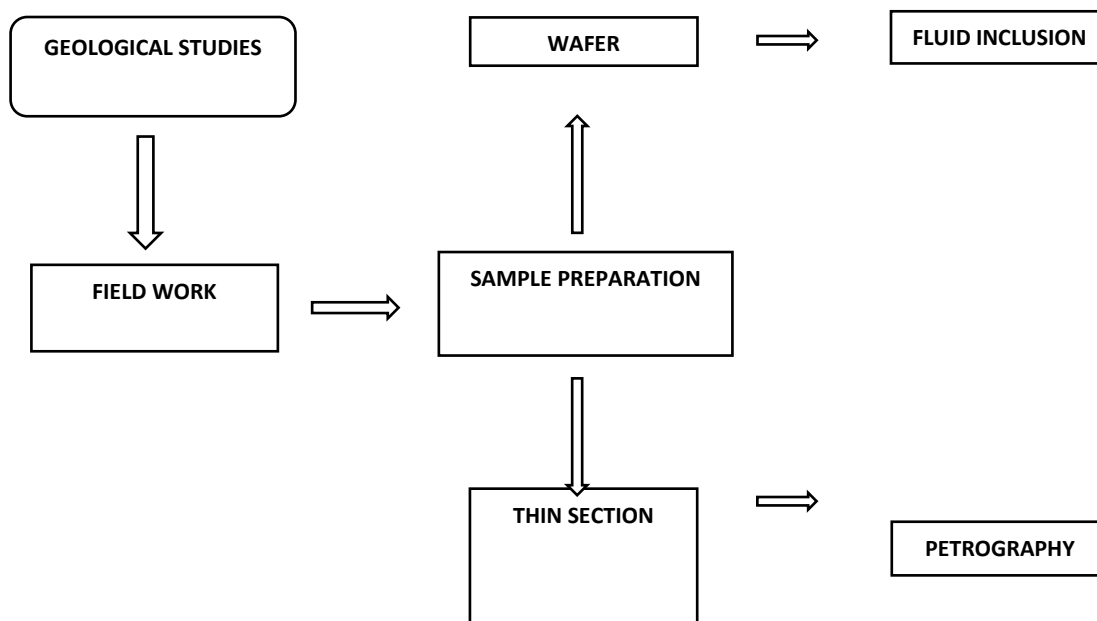 GEOLOGICAL STUDIES
WAFER
FLUID INCLUSION
FIELD WORK
SAMPLE PREPARATION
THIN SECTION
PETROGRAPHY